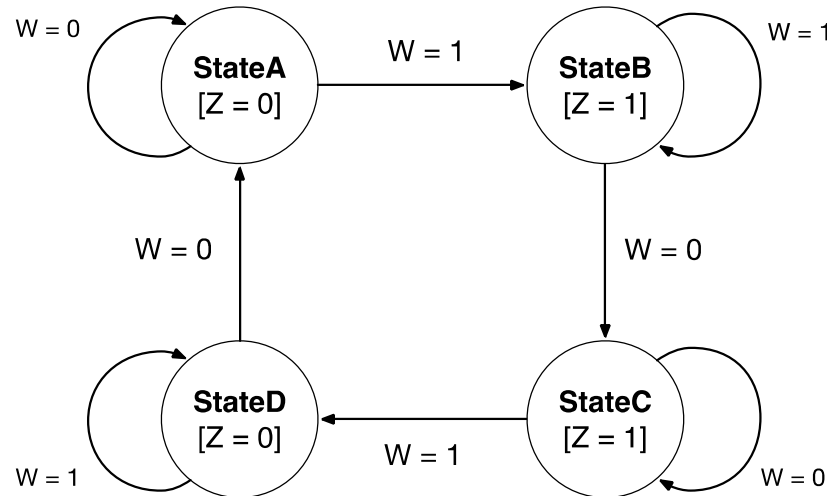 W = 0
StateA
[Z = 0]
W = 1
StateB
[Z = 1]
W = 1
W = 0
W = 0
StateD
[Z = 0]
W = 1
W = 1
StateC
[Z = 1]
W = 0